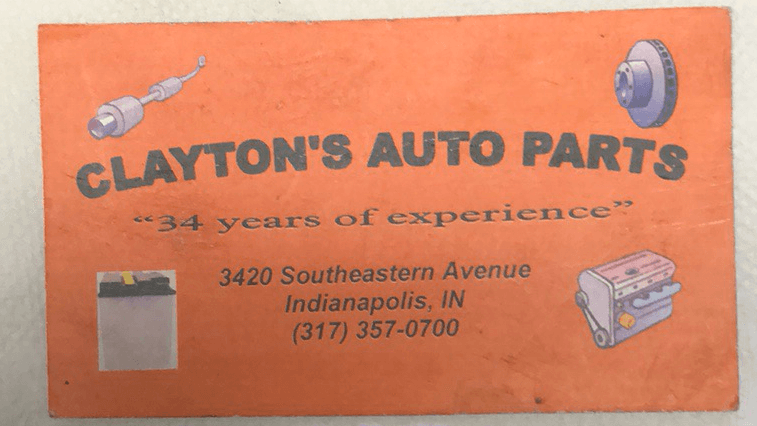 CLAYTON'S AUTO PARTS
“34 years of experience”
3420 Southeastern Avenue
Indianapolis, IN
(317) 357-0700